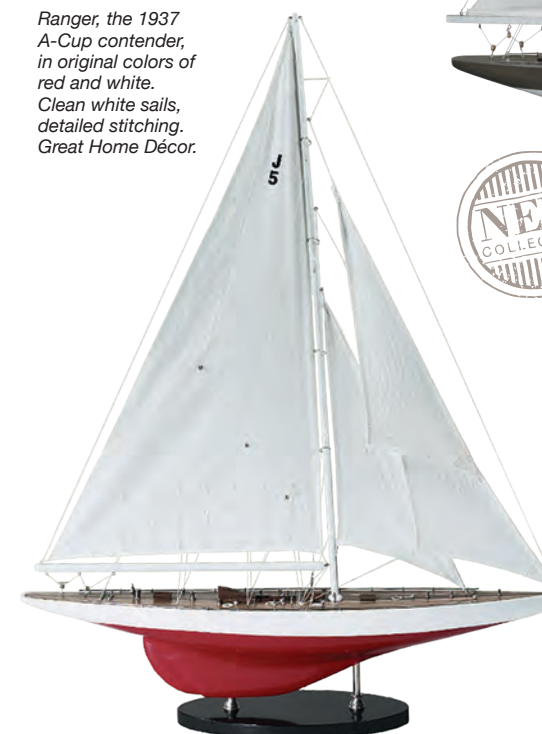 Ranger, the 1937
A-Cup contender,
in original colors of
red and white.
Clean white sails,
detailed stitching.
Great Home Décor.
J
5